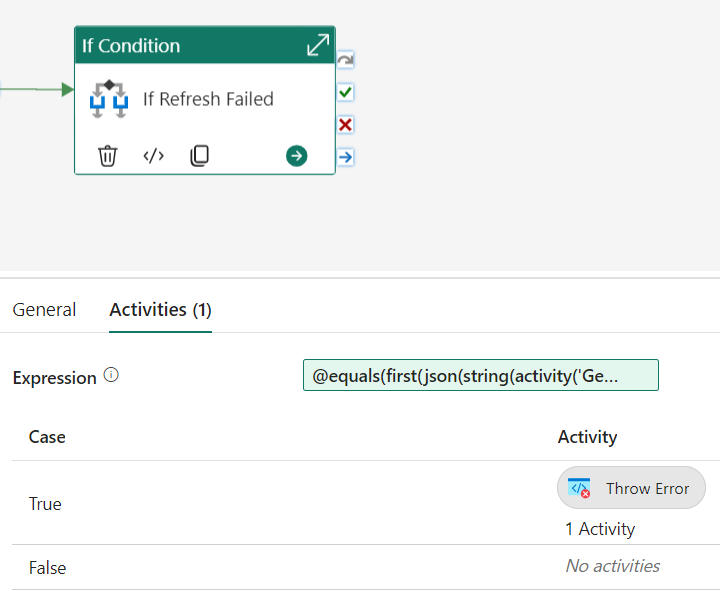 If Condition
If Refresh Failed
General
Activities (1)
Expression
@equals(first(json(string(activity('Ge...
Case
Activity
True
Throw Error
1 Activity
False
No activities